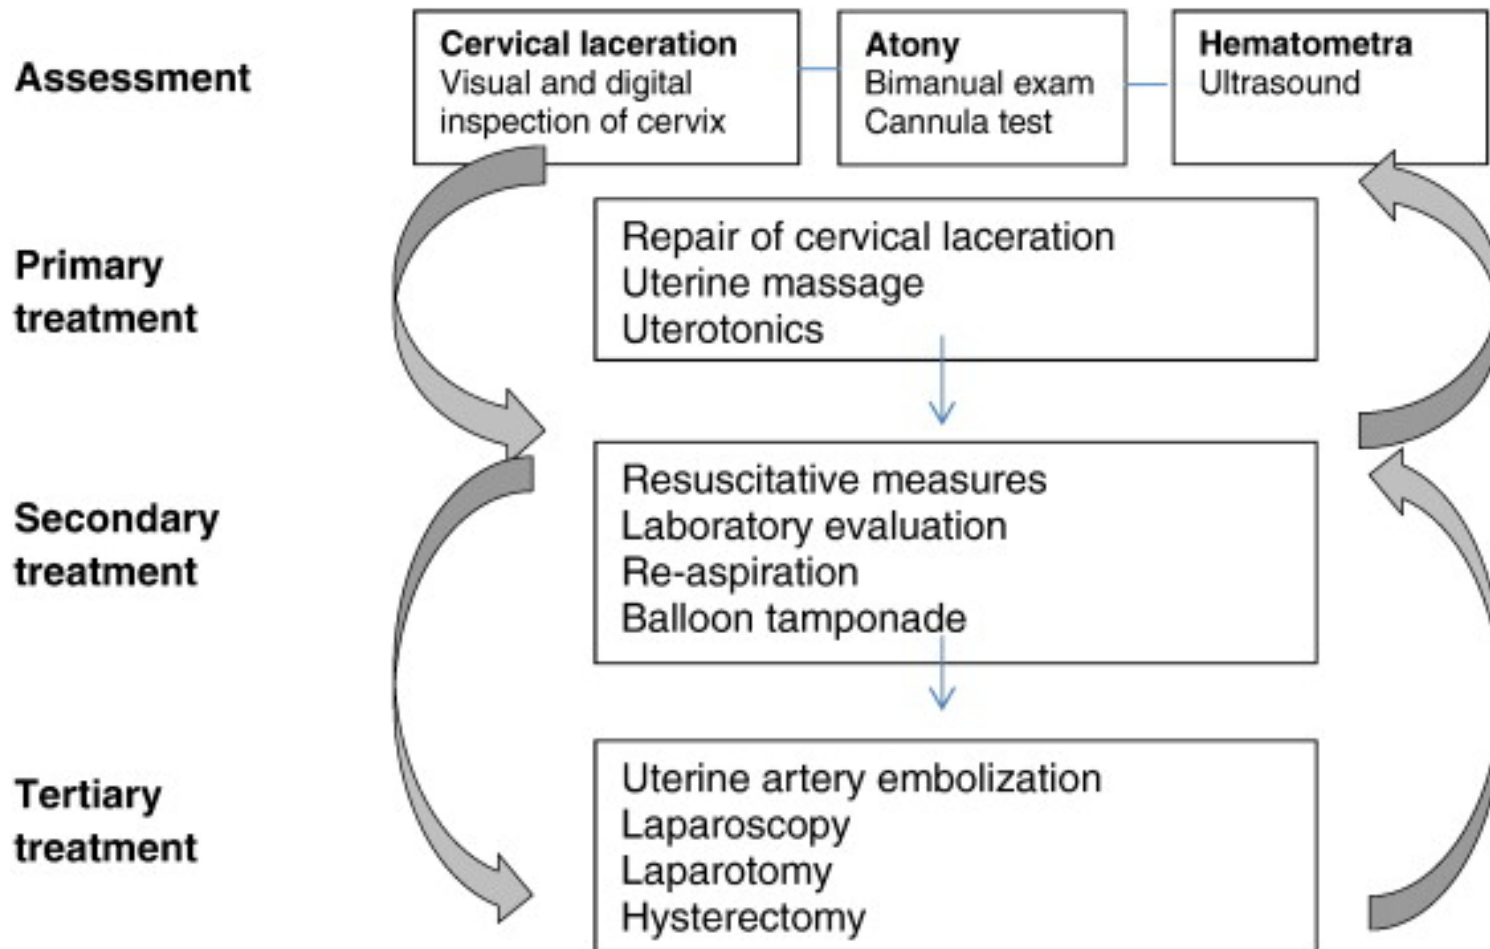 Assessment
Cervical laceration
Visual and digital
inspection of cervix
Atony
Bimanual exam
Cannula test
Hematometra
Ultrasound
Primary
treatment
Repair of cervical laceration
Uterine massage
Uterotonics
Secondary
treatment
Resuscitative measures
Laboratory evaluation
Re-aspiration
Balloon tamponade
Tertiary
treatment
Uterine artery embolization
Laparoscopy
Laparotomy
Hysterectomy